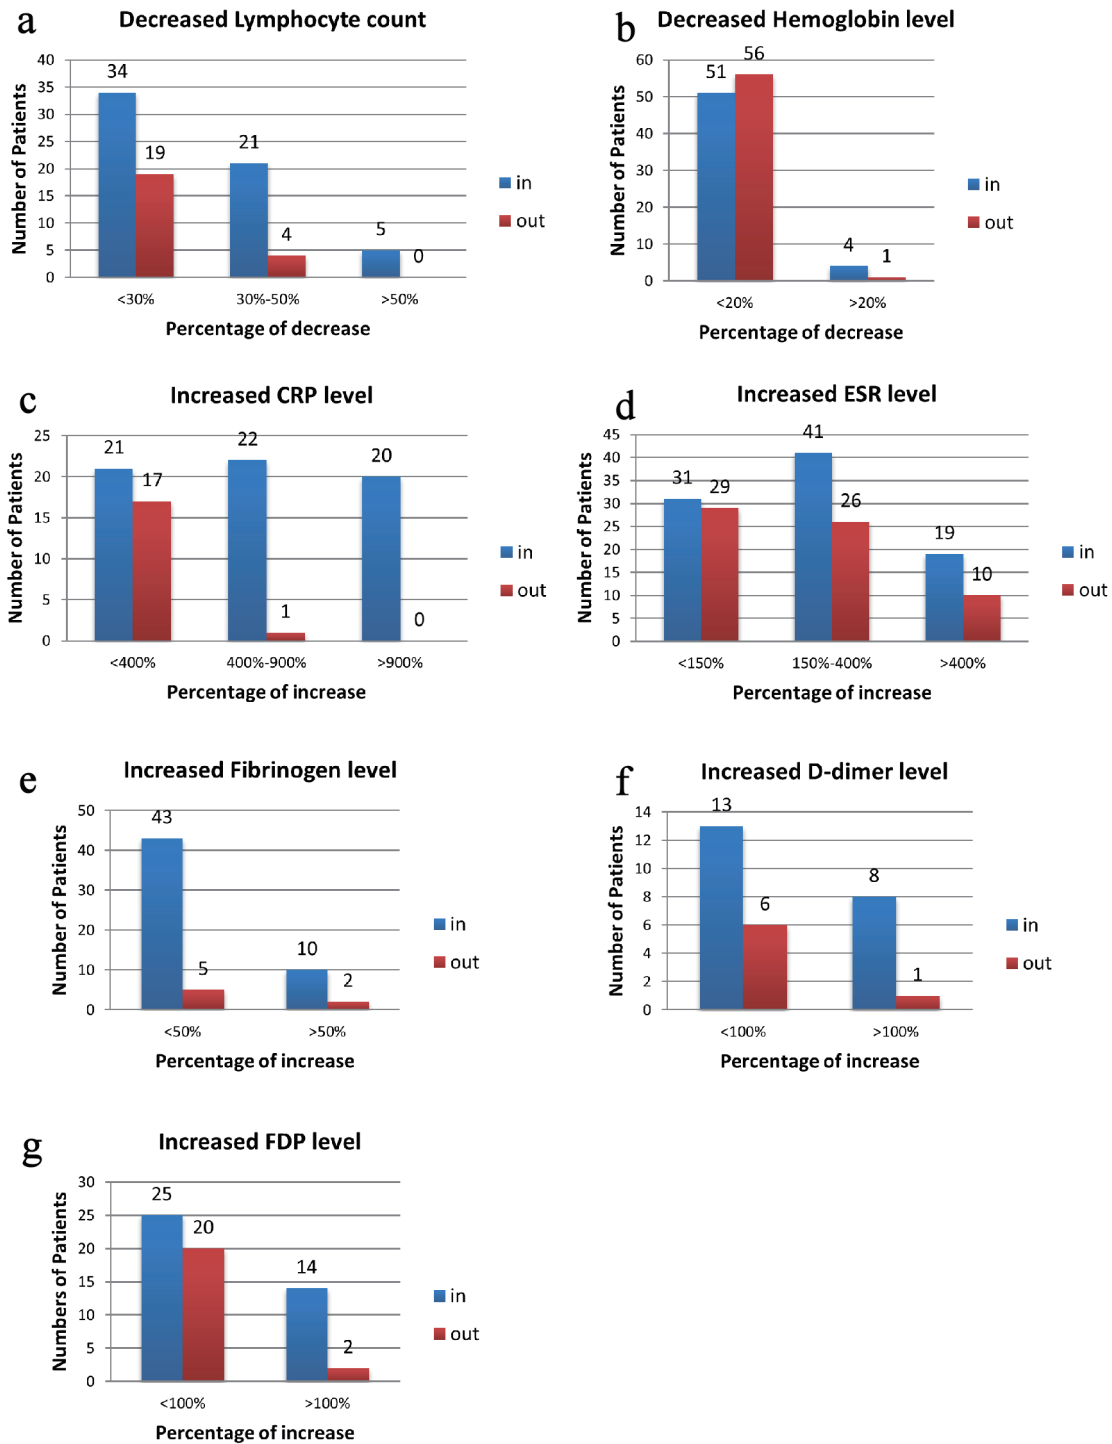 a
Decreased Lymphocyte count
Number of Patients
40
35
30
25
20
15
10
5
0
34
19
21
4
5
0
<30%
30%-50%
>50%
Percentage of decrease
in
out
b
Decreased Hemoglobin level
Number of Patients
60
50
40
30
20
10
0
51
56
4
1
<20%
>20%
Percentage of decrease
in
out
c
Increased CRP level
Number of Patients
25
20
15
10
5
0
21
17
22
1
20
0
<400%
400%-900%
>900%
Percentage of increase
in
out
d
Increased ESR level
Number of Patients
45
40
35
30
25
20
15
10
5
0
31
29
41
26
19
10
<150%
150%-400%
>400%
Percentage of increase
in
out
e
Increased Fibrinogen level
Number of Patients
50
40
30
20
10
0
43
5
10
2
<50%
>50%
Percentage of increase
in
out
f
Increased D-dimer level
Number of Patients
14
12
10
8
6
4
2
0
13
6
8
1
<100%
>100%
Percentage of increase
in
out
g
Increased FDP level
Numbers of Patients
30
25
20
15
10
5
0
25
20
14
2
<100%
>100%
Percentage of increase
in
out